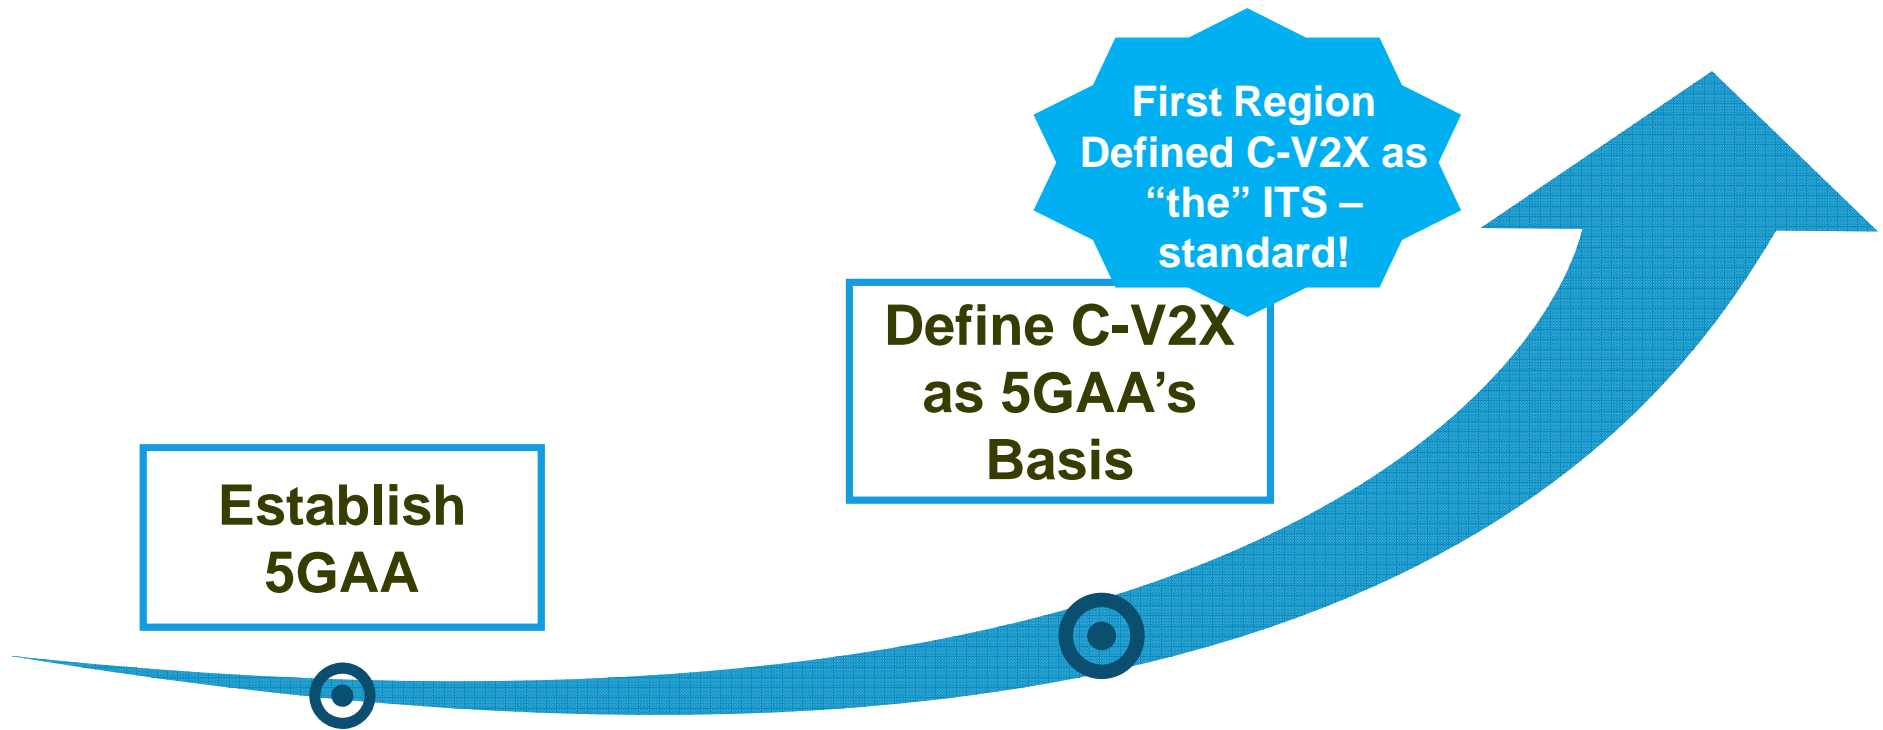 Establish
5GAA
Define C-V2X
as 5GAA’s
Basis
First Region
Defined C-V2X as
“the” ITS –
standard!